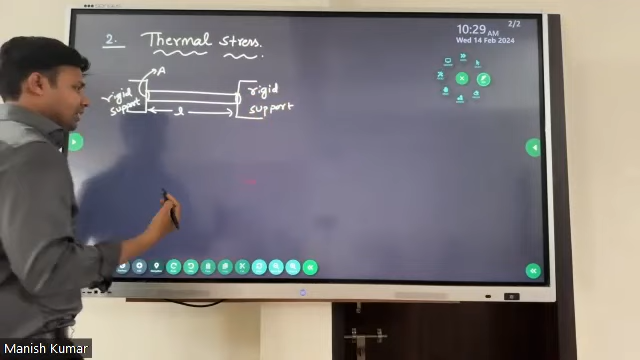 2/2
10:29 AM
Wed 14 Feb 2024
2. Thermal stress.
A
rigid support
l
rigid support
Manish Kumar